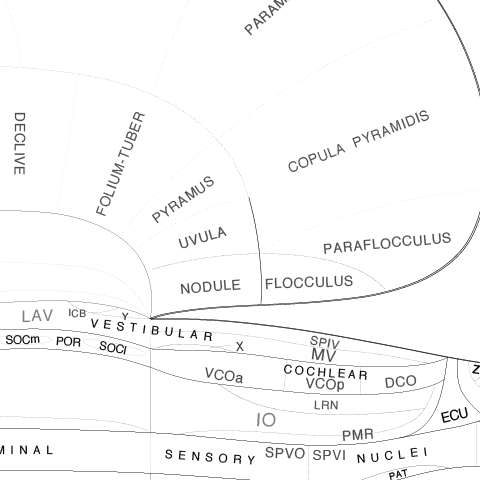 PARAM
DECLIVE
FOLIUM-TUBER
COPULA PYRAMIDIS
PYRAMUS
UVULA
PARAFLOCCULUS
NODULE
FLOCCULUS
LAV
ICB
Y
VESTIBULAR
SOCm
POR
SOCl
X
SPIV
MV
COCHLEAR
VCOa
VCOp
DCO
LRN
IO
ECU
PMR
MINAL
SENSORY
SPVO
SPVI
NUCLEI
PAT